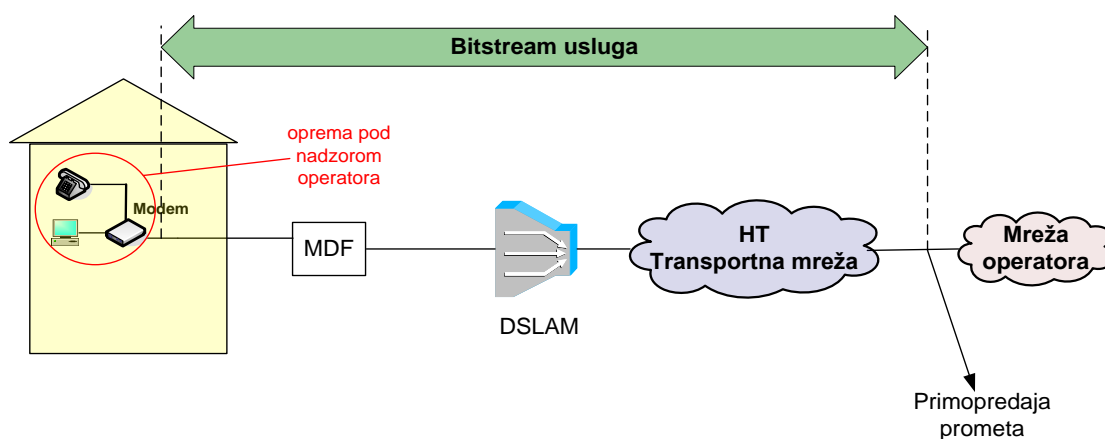 Bitstream usluga
oprema pod
nadzorom
operatora
Modem
MDF
DSLAM
HT
Transportna mreža
Mreža
operatora
Primopredaja
prometa